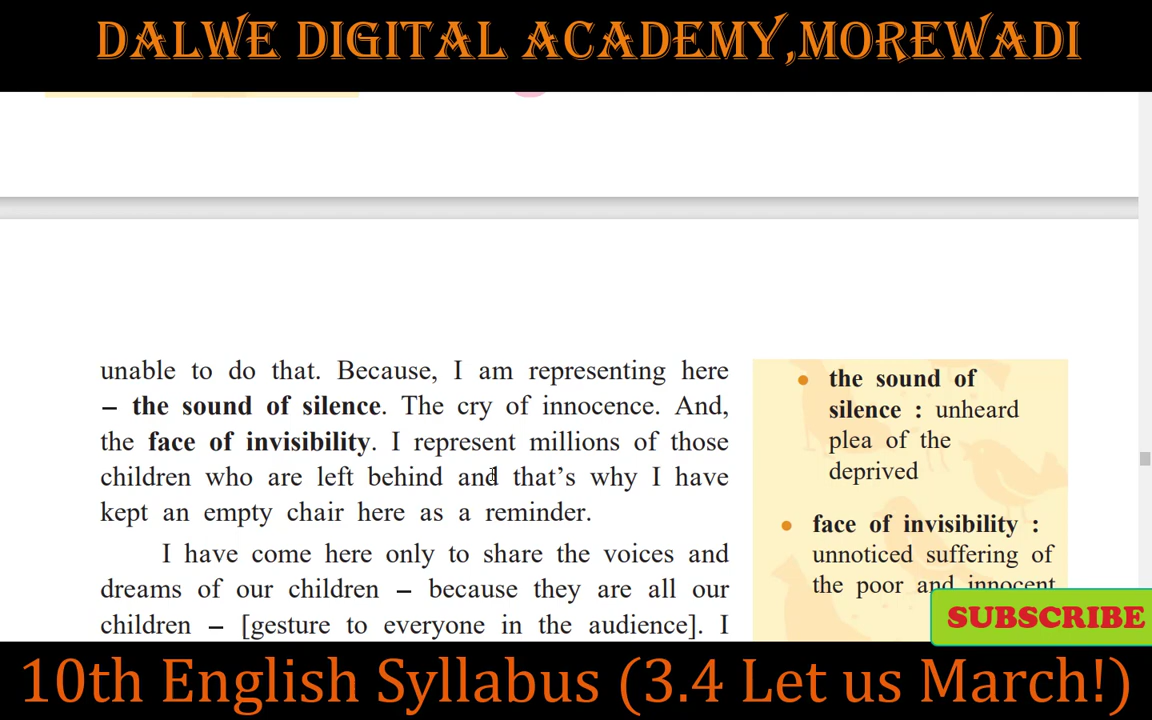 DALWE DIGITAL ACADEMY,MOREWADI
unable to do that. Because, I am representing here
– the sound of silence. The cry of innocence. And,
the face of invisibility. I represent millions of those
children who are left behind and that’s why I have
kept an empty chair here as a reminder.
I have come here only to share the voices and
dreams of our children – because they are all our
children – [gesture to everyone in the audience]. I
• the sound of
silence : unheard
plea of the
deprived
• face of invisibility :
unnoticed suffering of
the poor and innocent
SUBSCRIBE
10th English Syllabus (3.4 Let us March!)